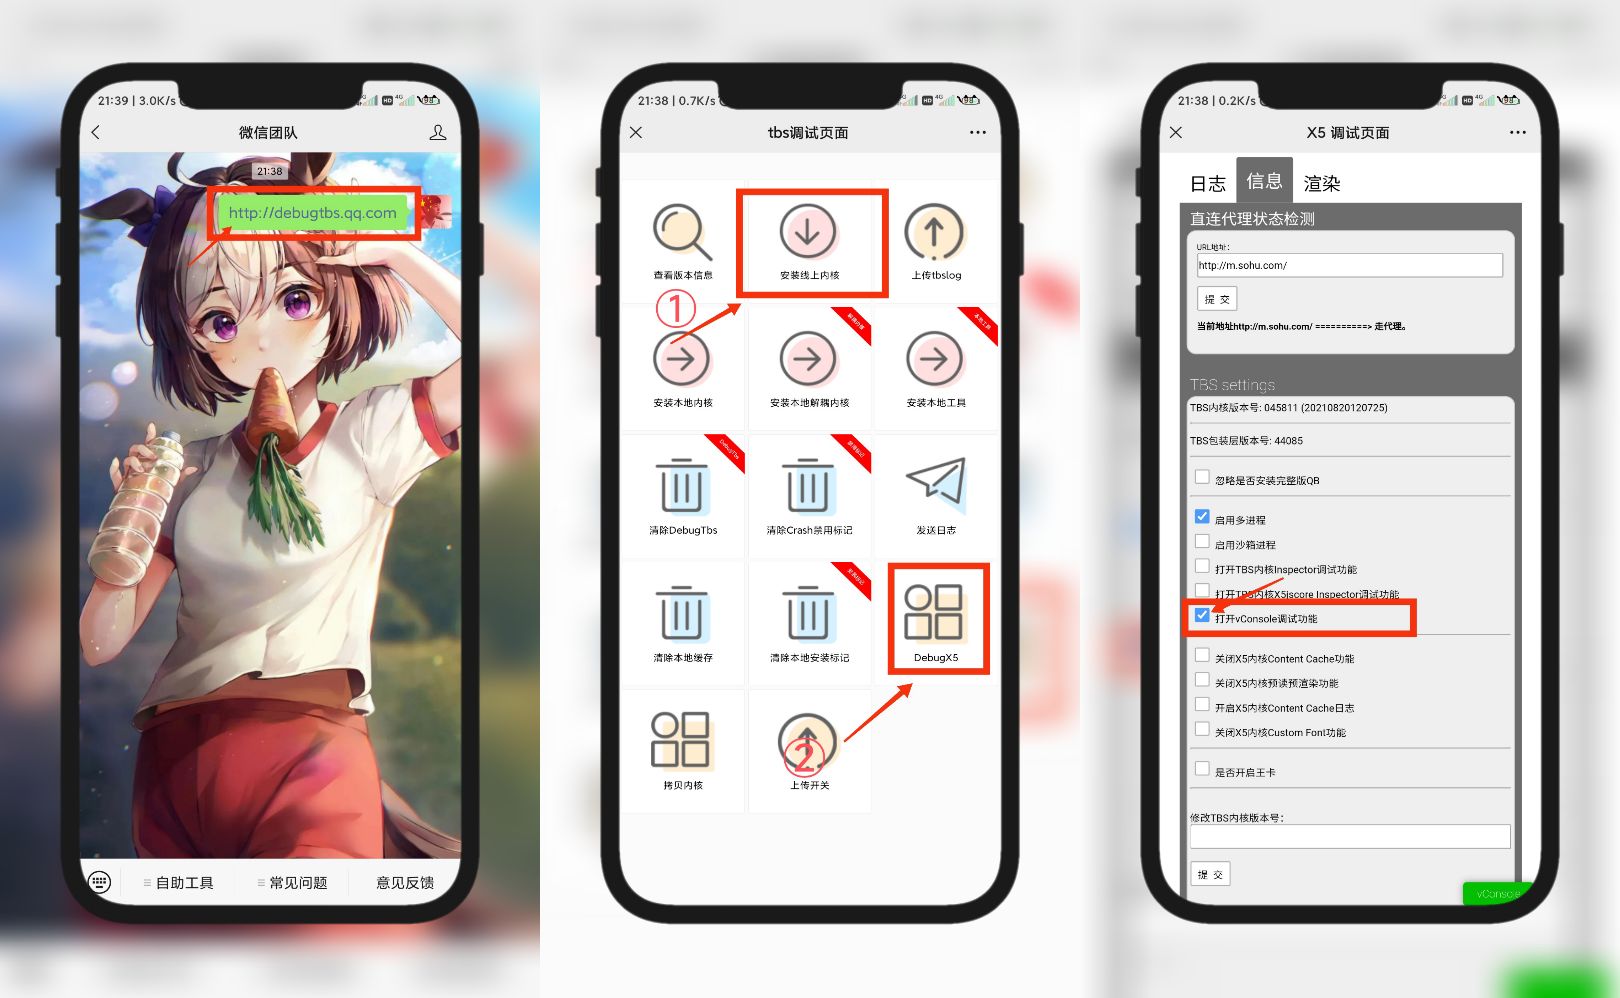 21:39 | 3.0K/s
微信团队
21:38
http://debugtbs.qq.com
自助工具
常见问题
意见反馈
21:38 | 0.7K/s
tbs调试页面
查看版本信息
安装线上内核
上传tbslog
①
安装本地内核
安装本地解耦内核
本地工具
安装本地工具
DebugTbs
清除DebugTbs
清除Crash禁用标记
发送日志
清除本地缓存
清除本地安装标记
DebugX5
拷贝内核
②
上传开关
21:38 | 0.2K/s
X5 调试页面
日志 信息 渲染
直连代理状态检测
URL地址:
http://m.sohu.com/
提 交
当前地址http://m.sohu.com/ ==========> 走代理。
TBS settings
TBS内核版本号: 045811 (20210820120725)
TBS包装层版本号: 44085
忽略是否安装完整版QB
启用多进程
启用沙箱进程
打开TBS内核Inspector调试功能
打开TBS内核X5jscore Inspector调试功能
打开vConsole调试功能
关闭X5内核Content Cache功能
关闭X5内核预读预渲染功能
开启X5内核Content Cache日志
关闭X5内核Custom Font功能
是否开启王卡
修改TBS内核版本号:
提 交
vConsole